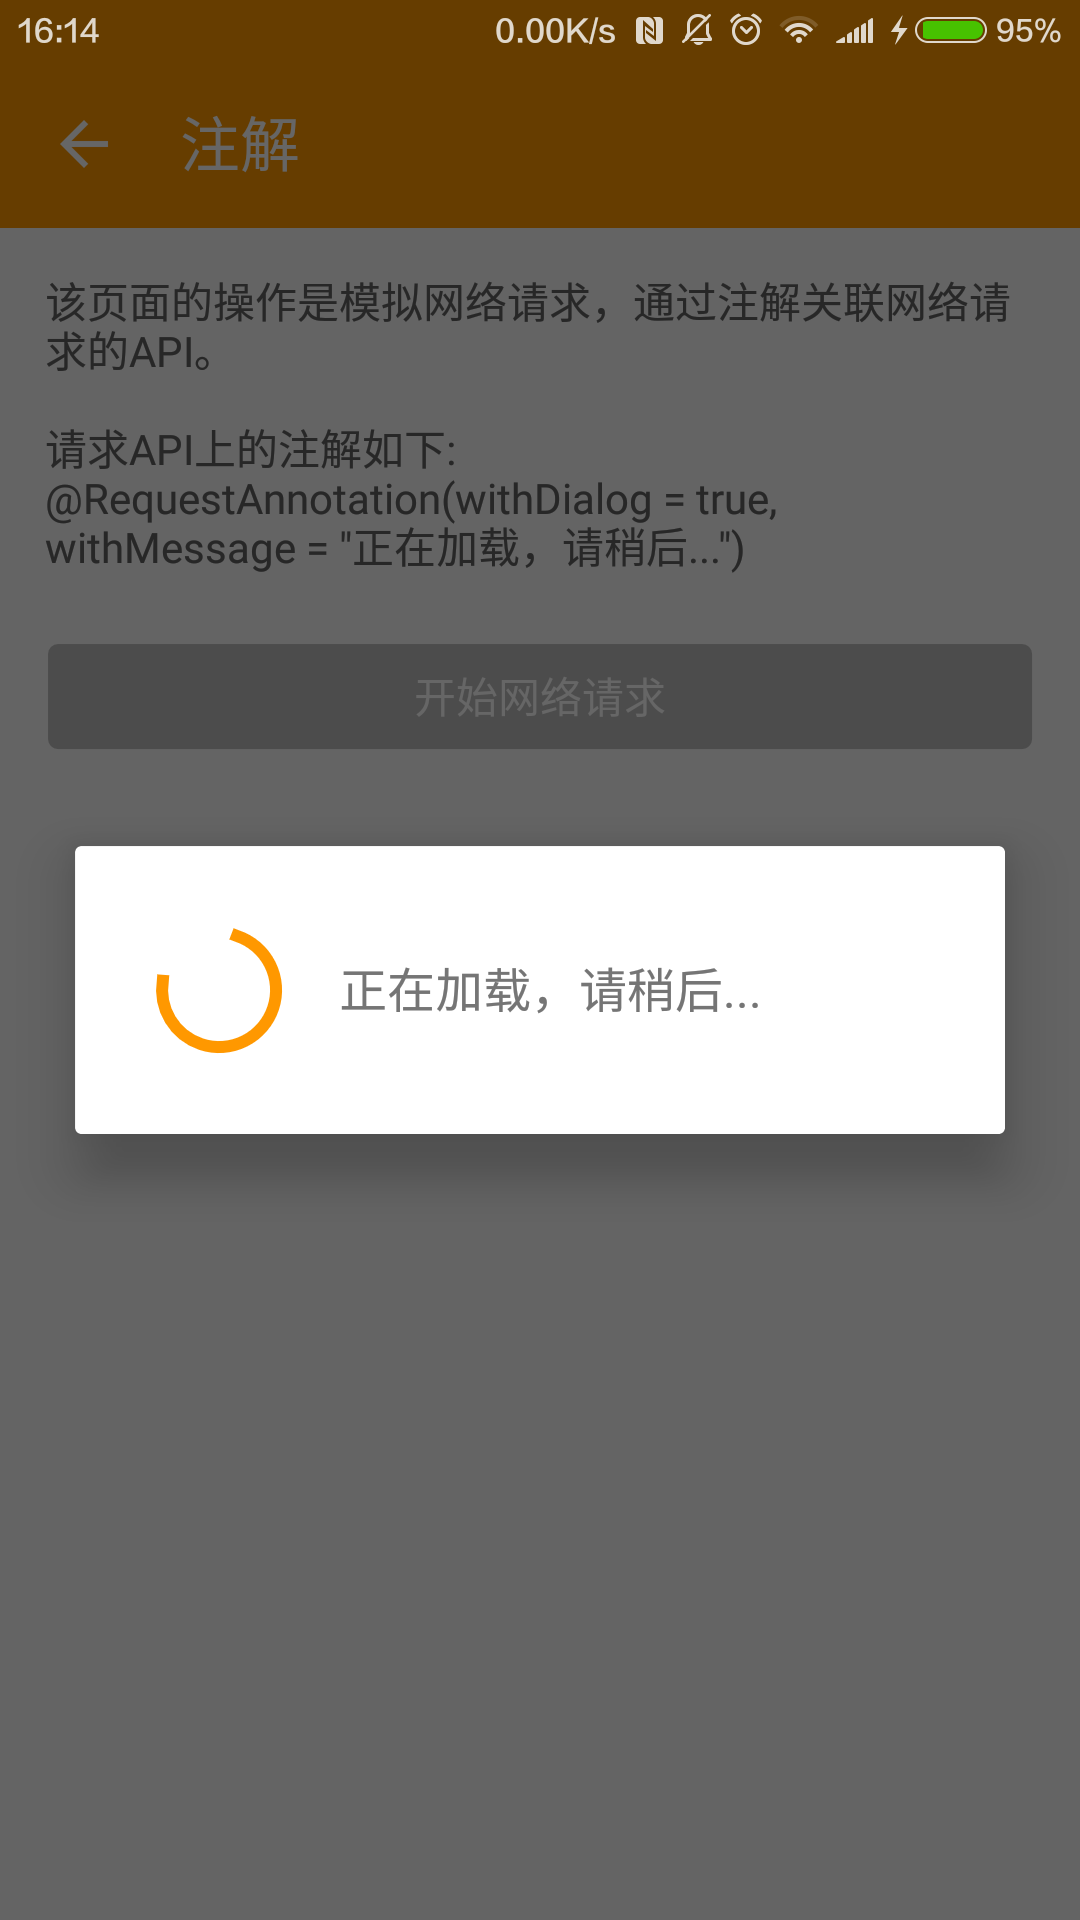 16:14 0.00K/s 95%
注解
该页面的操作是模拟网络请求，通过注解关联网络请
求的API。
请求API上的注解如下:
@RequestAnnotation(withDialog = true,
withMessage = "正在加载，请稍后...")
开始网络请求
正在加载，请稍后...